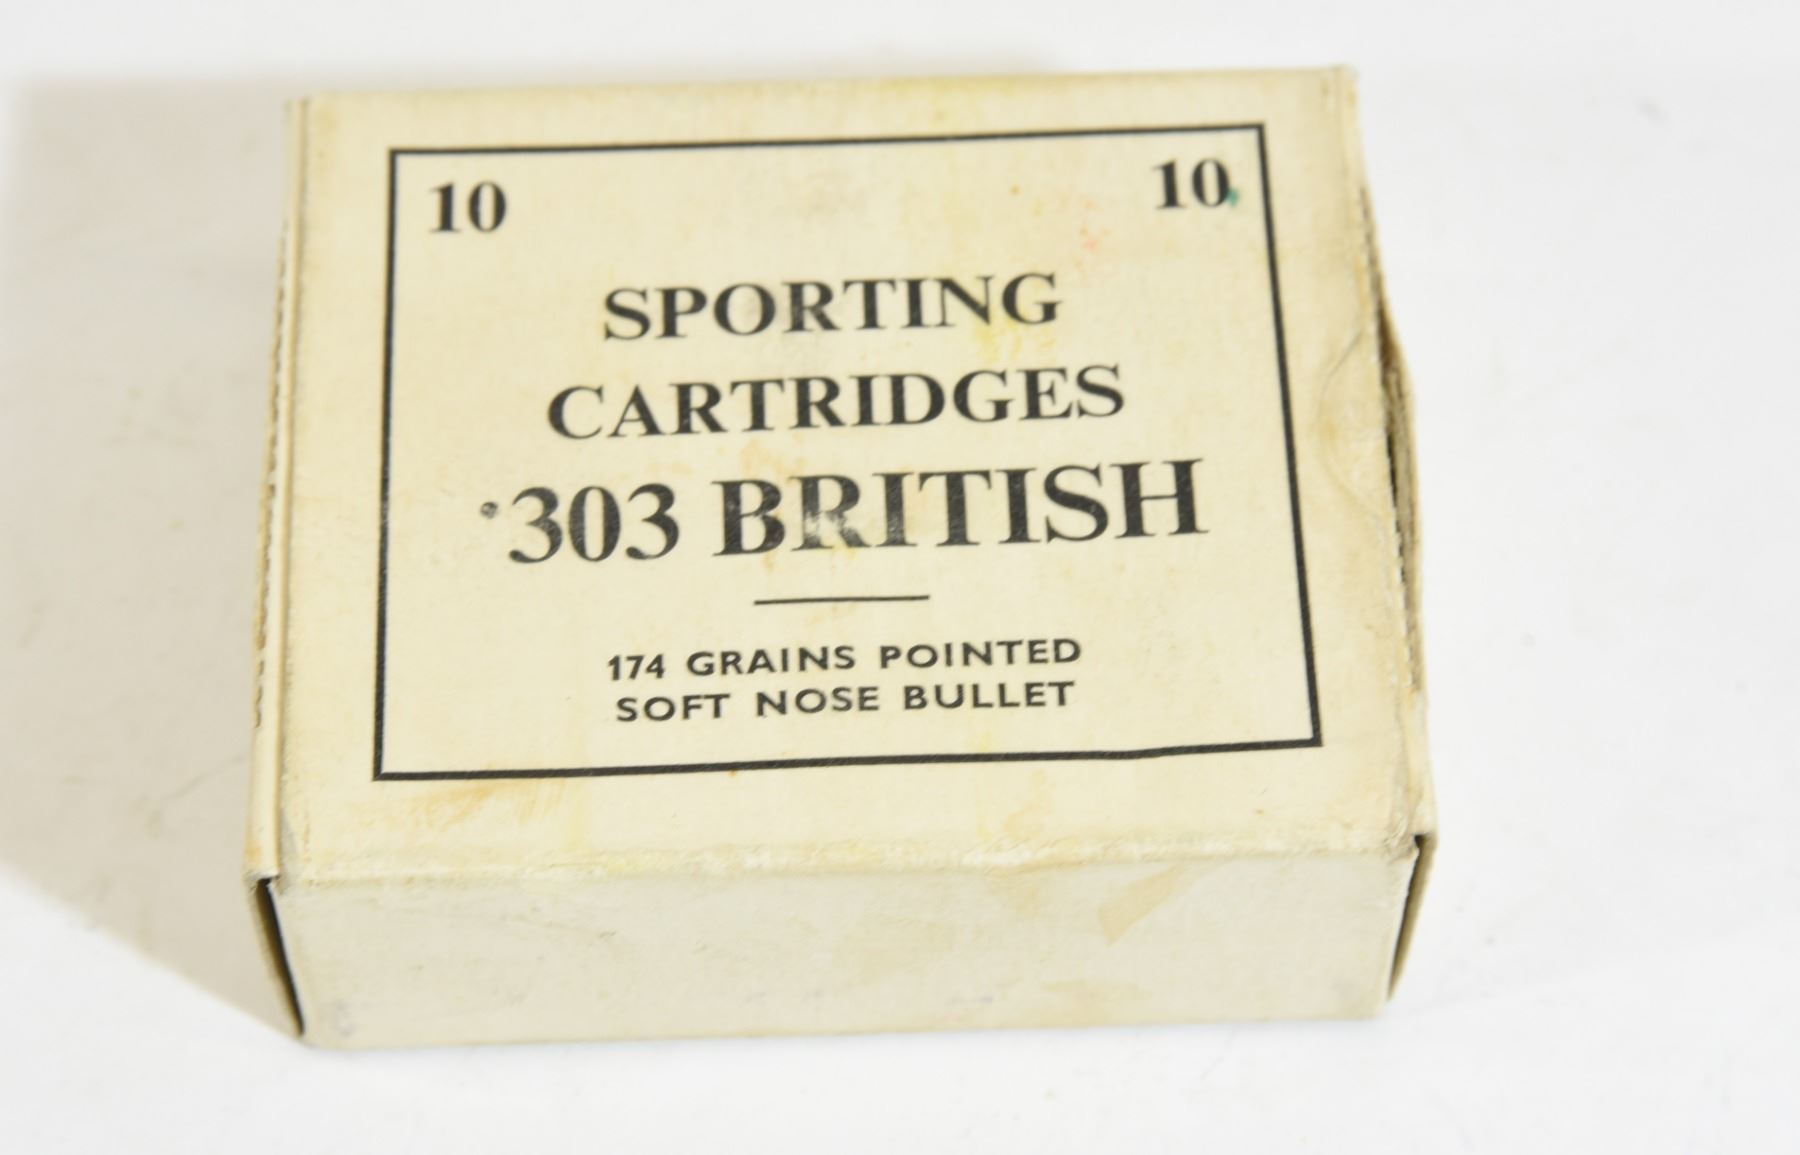 10 10
SPORTING
CARTRIDGES
·303 BRITISH
174 GRAINS POINTED
SOFT NOSE BULLET